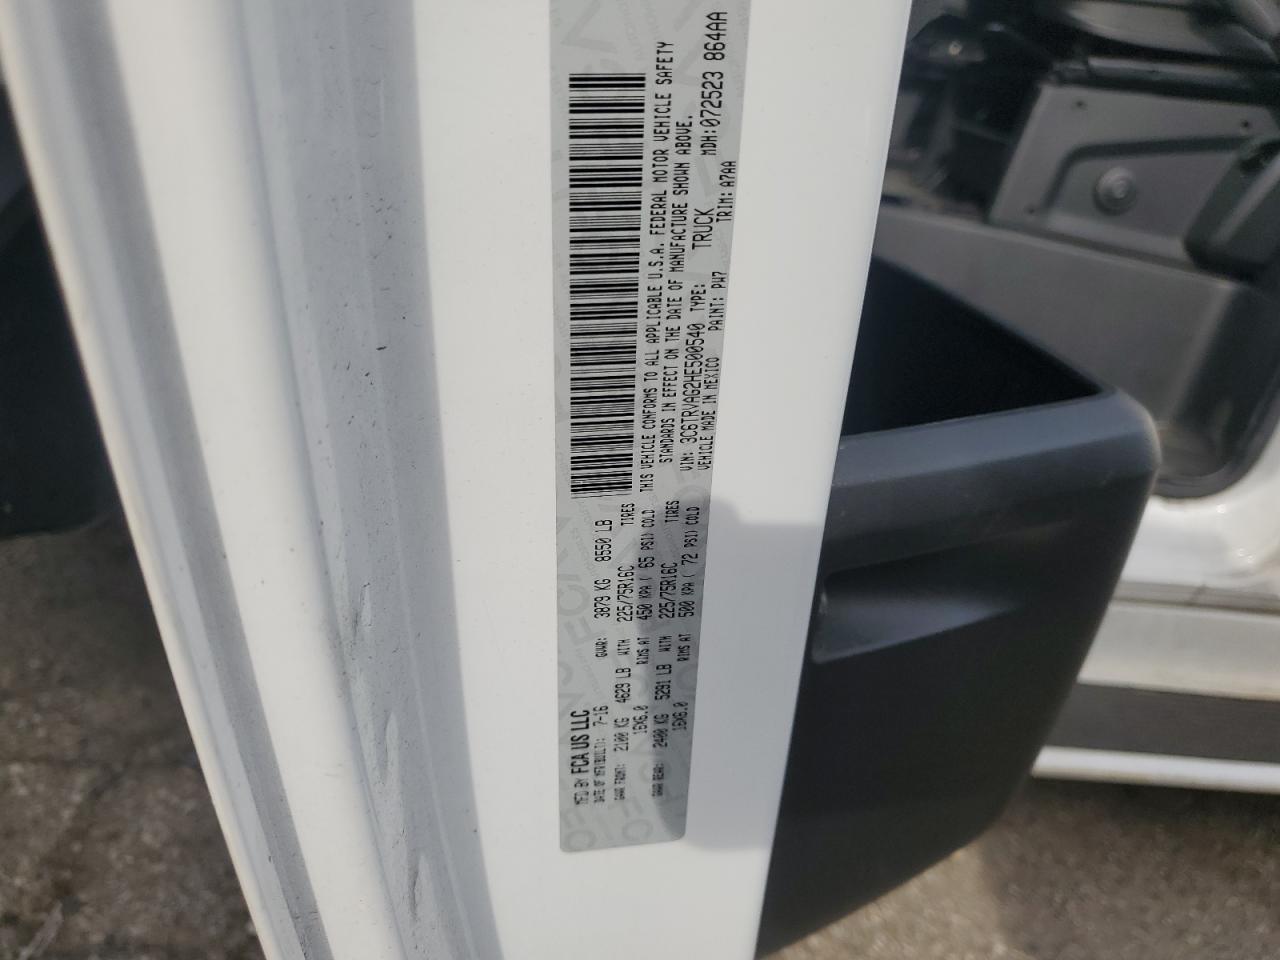 MFD BY FCA US LLC
DATE OF MFR(BUILT): 7-16 GVWR: 3879 KG 8550 LB
GAWR FRONT: 2100 KG 4629 LB WITH 225/75R16C TIRES
16X6.0 RIMS AT 450 KPA ( 65 PSI) COLD
GAWR REAR: 2400 KG 5291 LB WITH 225/75R16C TIRES
16X6.0 RIMS AT 500 KPA ( 72 PSI) COLD
THIS VEHICLE CONFORMS TO ALL APPLICABLE U.S.A. FEDERAL MOTOR VEHICLE SAFETY
STANDARDS IN EFFECT ON THE DATE OF MANUFACTURE SHOWN ABOVE.
VIN: 3C6TRVAG2HE500540 TYPE: TRUCK MDH:072523 864AA
VEHICLE MADE IN MEXICO PAINT: PW7 TRIM: A7AA